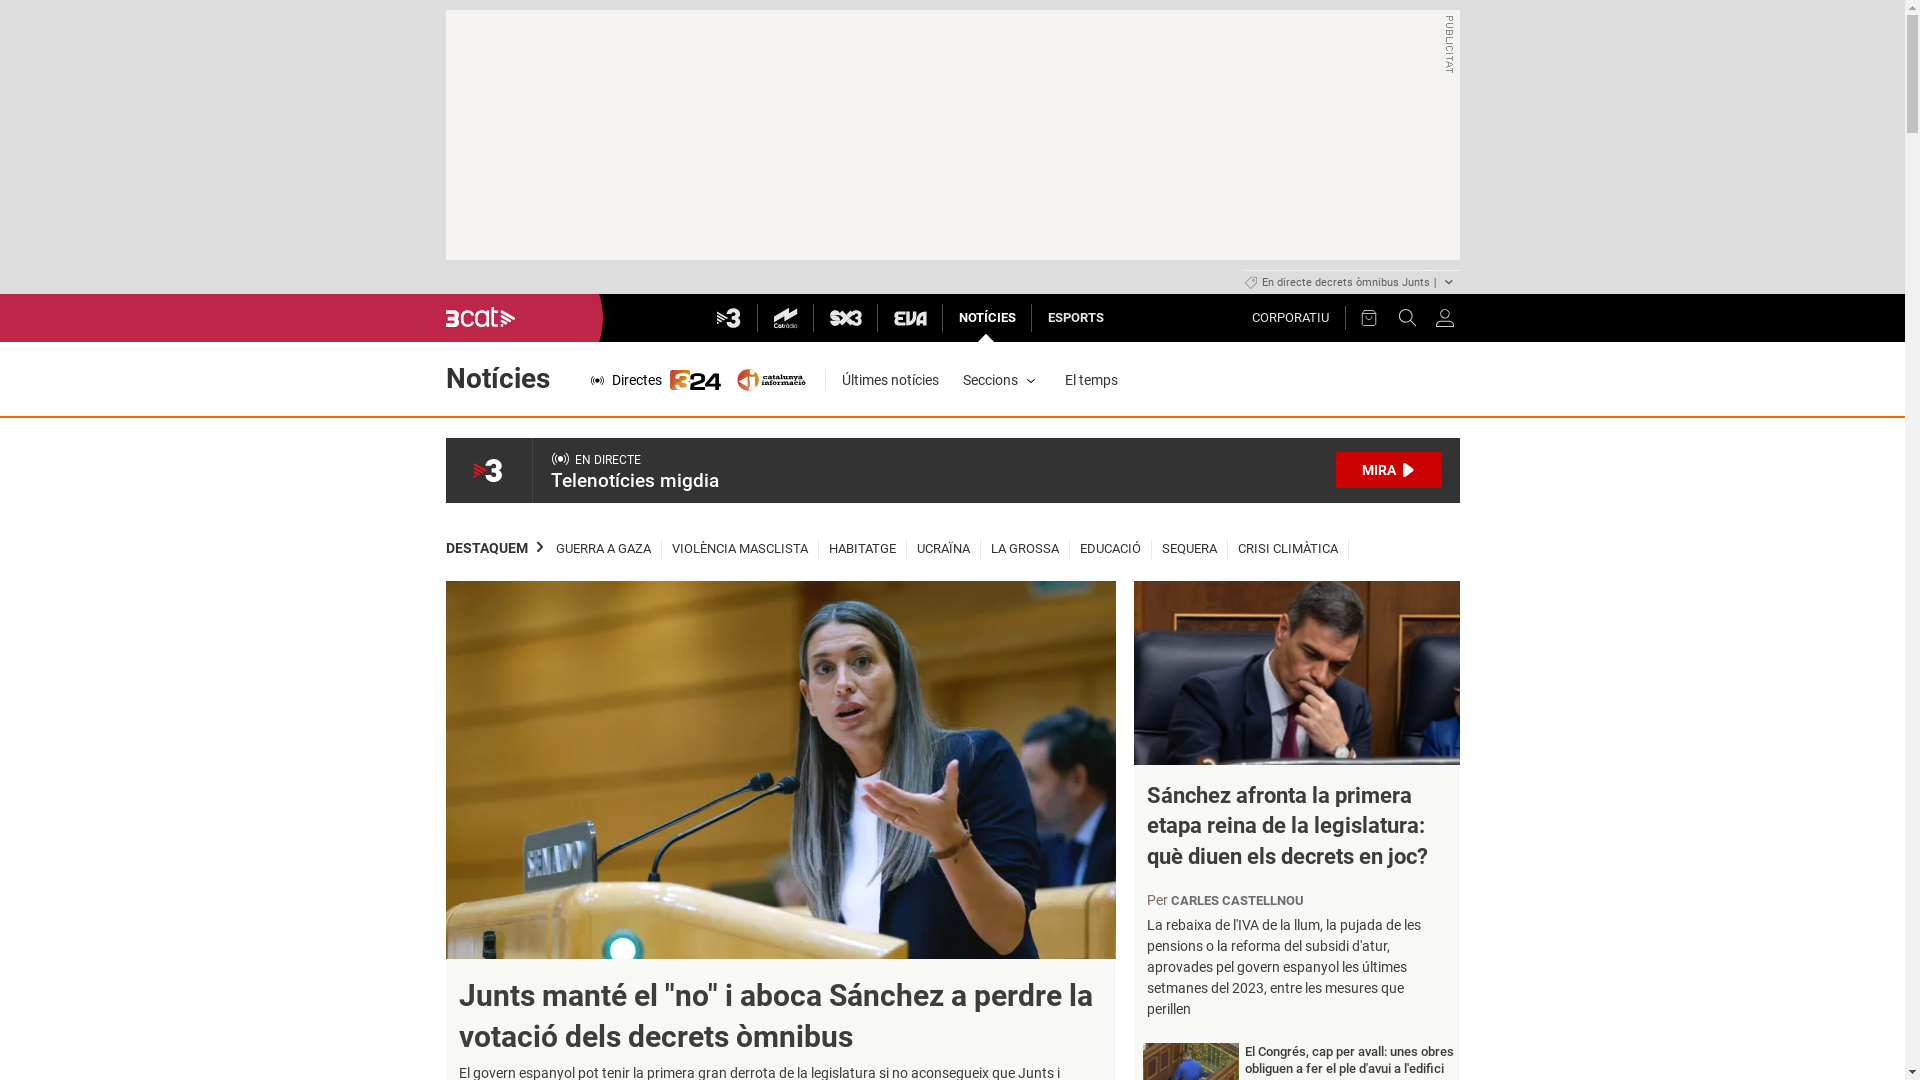 PUBLICITAT
En directe decrets òmnibus Junts |
3cat
3
Catràdio
SX3
EVA
NOTÍCIES
ESPORTS
CORPORATIU
Notícies
Directes
324
catalunya
informació
Últimes notícies
Seccions
El temps
3
EN DIRECTE
Telenotícies migdia
MIRA
DESTAQUEM
GUERRA A GAZA
VIOLÈNCIA MASCLISTA
HABITATGE
UCRAÏNA
LA GROSSA
EDUCACIÓ
SEQUERA
CRISI CLIMÀTICA
SENADO
Junts manté el "no" i aboca Sánchez a perdre la
votació dels decrets òmnibus
El govern espanyol pot tenir la primera gran derrota de la legislatura si no aconsegueix que Junts i
Sánchez afronta la primera
etapa reina de la legislatura:
què diuen els decrets en joc?
Per CARLES CASTELLNOU
La rebaixa de l'IVA de la llum, la pujada de les
pensions o la reforma del subsidi d'atur,
aprovades pel govern espanyol les últimes
setmanes del 2023, entre les mesures que
perillen
El Congrés, cap per avall: unes obres
obliguen a fer el ple d'avui a l'edifici